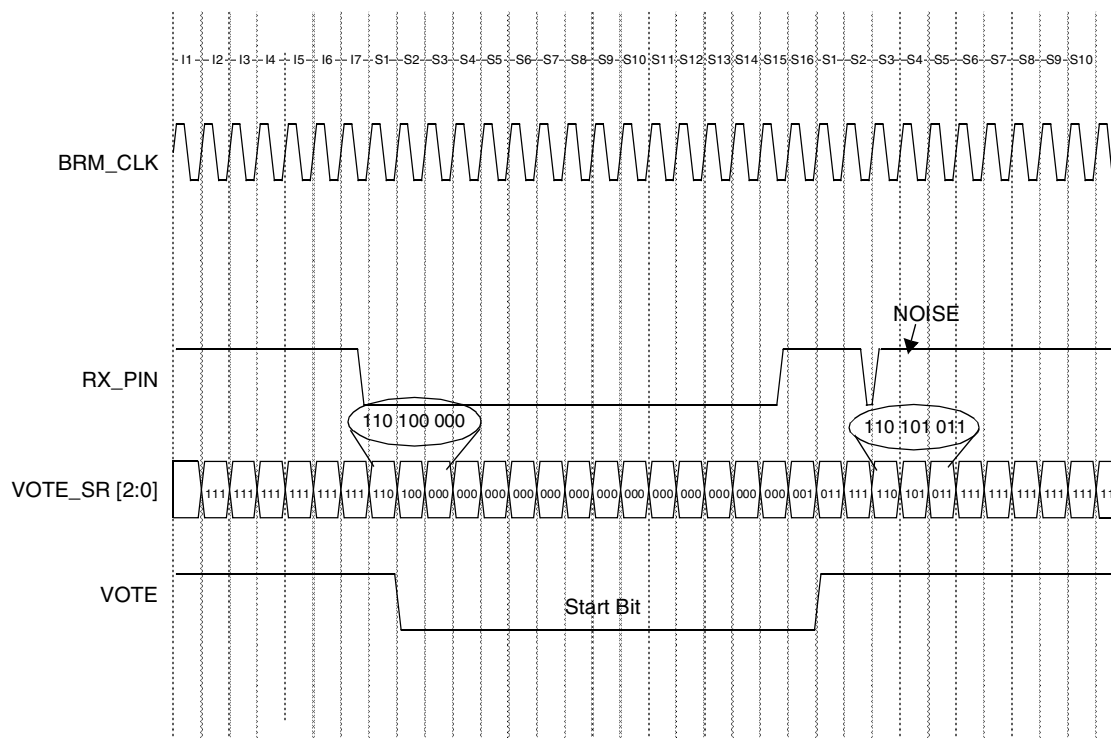 I1 I2 I3 I4 I5 I6 I7 S1 S2 S3 S4 S5 S6 S7 S8 S9 S10 S11 S12 S13 S14 S15 S16 S1 S2 S3 S4 S5 S6 S7 S8 S9 S10
BRM_CLK
NOISE
RX_PIN
110 100 000
110 101 011
VOTE_SR [2:0]
111 111 111 111 111 111 110 100 000 000 000 000 000 000 000 000 000 000 000 000 000 001 011 111 110 101 011 111 111 111 111 111 11
VOTE
Start Bit